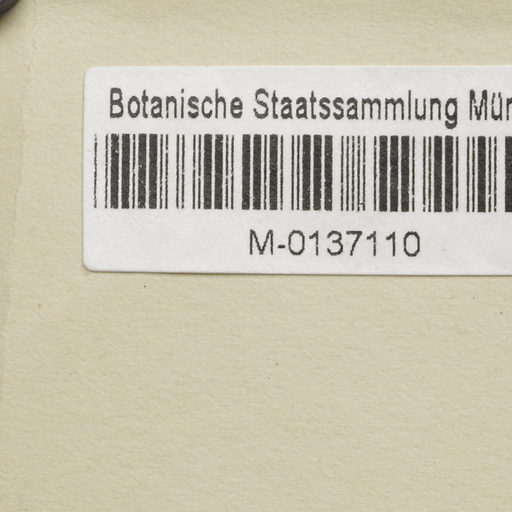 Botanische Staatssammlung Mün
M-0137110